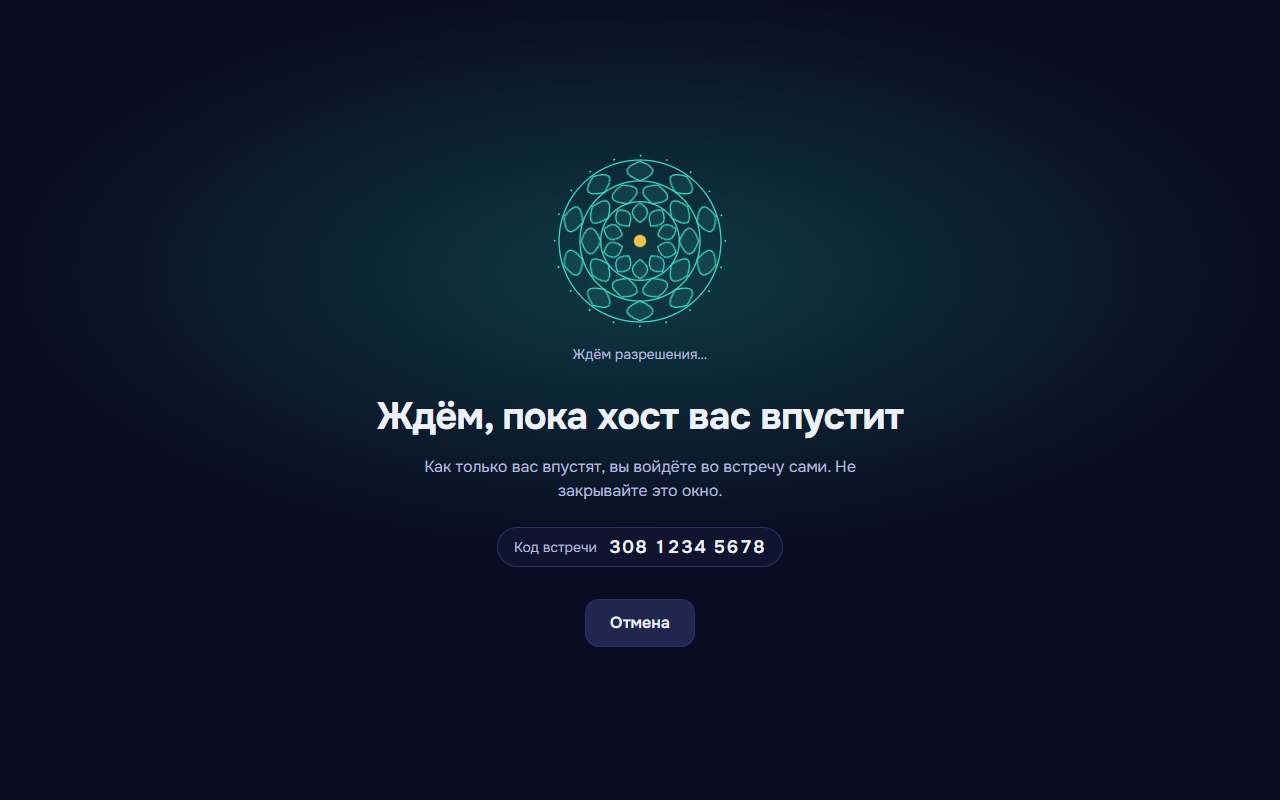 Ждём разрешения...
Ждём, пока хост вас впустит
Как только вас впустят, вы войдёте во встречу сами. Не
закрывайте это окно.
Код встречи 308 1234 5678
Отмена